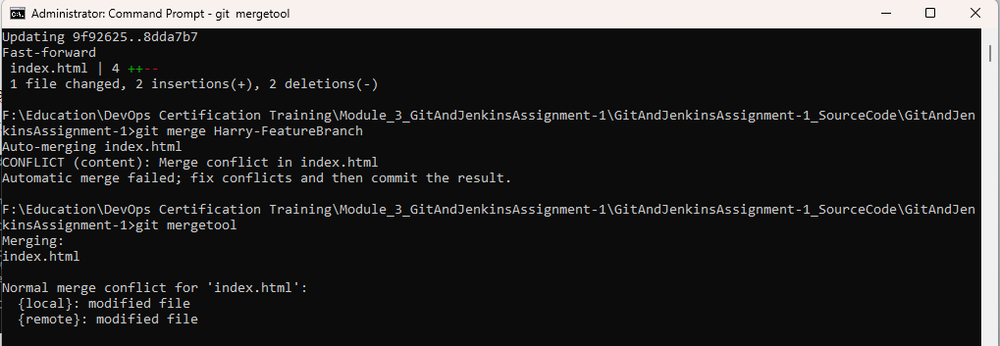 Administrator: Command Prompt - git  mergetool
Updating 9f92625..8dda7b7
Fast-forward
 index.html | 4 ++--
 1 file changed, 2 insertions(+), 2 deletions(-)
F:\Education\DevOps Certification Training\Module_3_GitAndJenkinsAssignment-1\GitAndJenkinsAssignment-1_SourceCode\GitAndJen
kinsAssignment-1>git merge Harry-FeatureBranch
Auto-merging index.html
CONFLICT (content): Merge conflict in index.html
Automatic merge failed; fix conflicts and then commit the result.
F:\Education\DevOps Certification Training\Module_3_GitAndJenkinsAssignment-1\GitAndJenkinsAssignment-1_SourceCode\GitAndJen
kinsAssignment-1>git mergetool
Merging:
index.html
Normal merge conflict for 'index.html':
  {local}: modified file
  {remote}: modified file